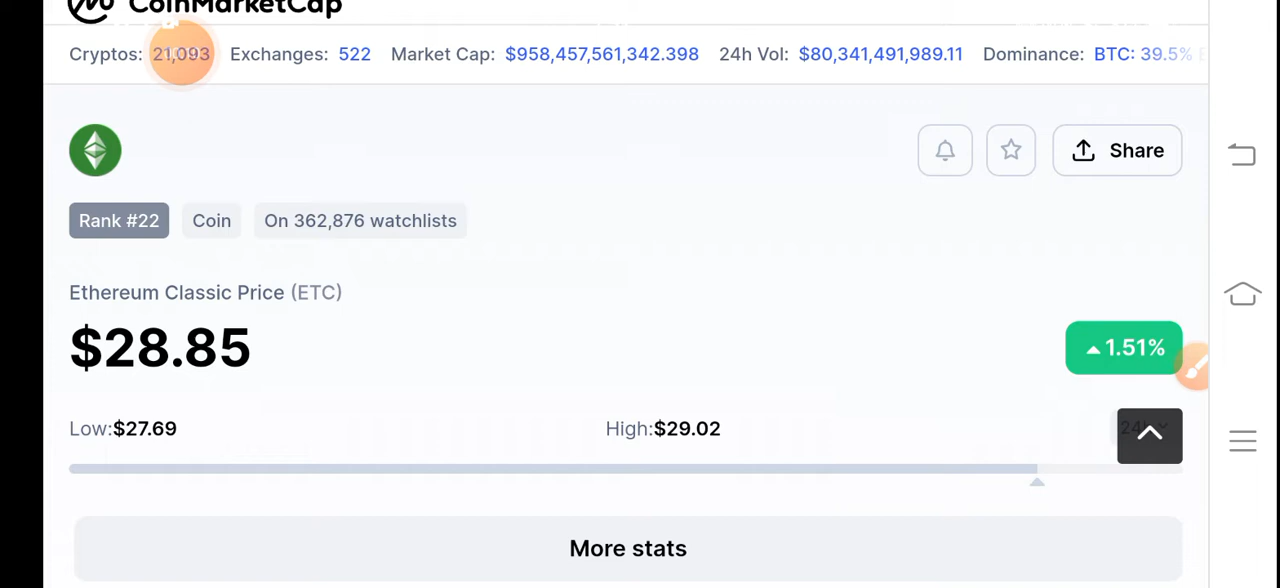 CoinMarketCap
Cryptos: 21,093 Exchanges: 522 Market Cap: $958,457,561,342.398 24h Vol: $80,341,491,989.11 Dominance: BTC: 39.5%
Share
Rank #22 Coin On 362,876 watchlists
Ethereum Classic Price (ETC)
$28.85 1.51%
Low:$27.69 High:$29.02 24h
More stats